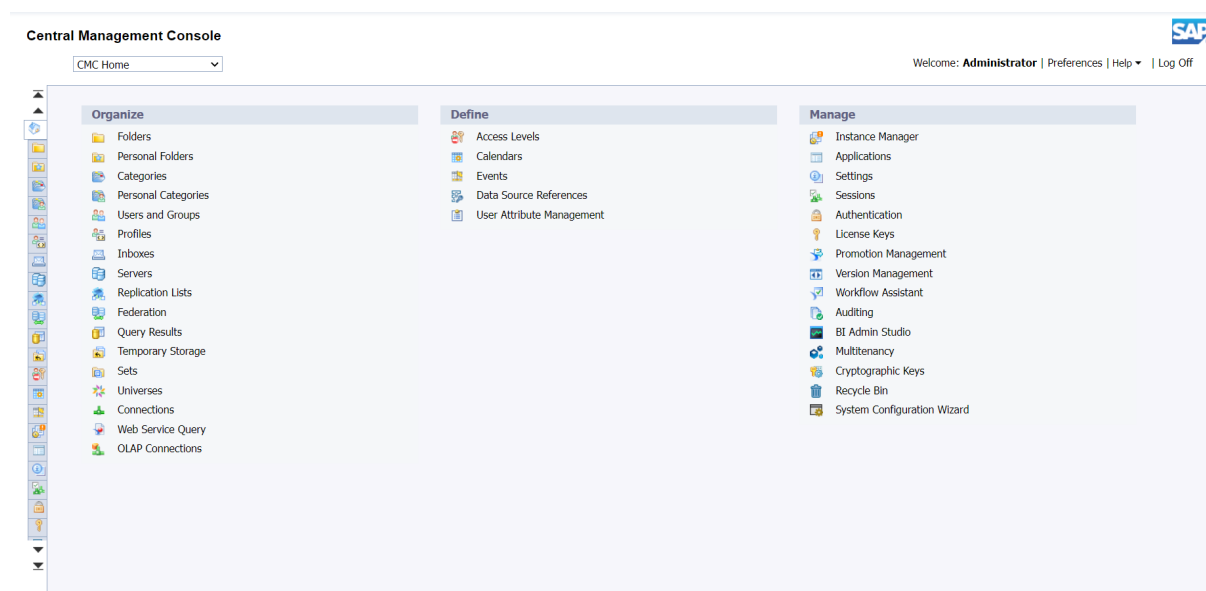 SAP
Central Management Console
CMC Home
Welcome: Administrator | Preferences | Help | Log Off
Organize
Folders
Personal Folders
Categories
Personal Categories
Users and Groups
Profiles
Inboxes
Servers
Replication Lists
Federation
Query Results
Temporary Storage
Sets
Universes
Connections
Web Service Query
OLAP Connections
Define
Access Levels
Calendars
Events
Data Source References
User Attribute Management
Manage
Instance Manager
Applications
Settings
Sessions
Authentication
License Keys
Promotion Management
Version Management
Workflow Assistant
Auditing
BI Admin Studio
Multitenancy
Cryptographic Keys
Recycle Bin
System Configuration Wizard